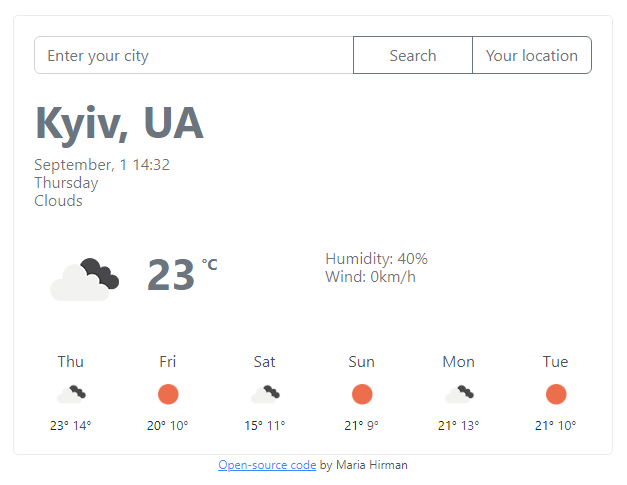 Enter your city Search Your location
Kyiv, UA
September, 1 14:32
Thursday
Clouds
23 °C
Humidity: 40%
Wind: 0km/h
Thu Fri Sat Sun Mon Tue
23° 14° 20° 10° 15° 11° 21° 9° 21° 13° 21° 10°
Open-source code by Maria Hirman